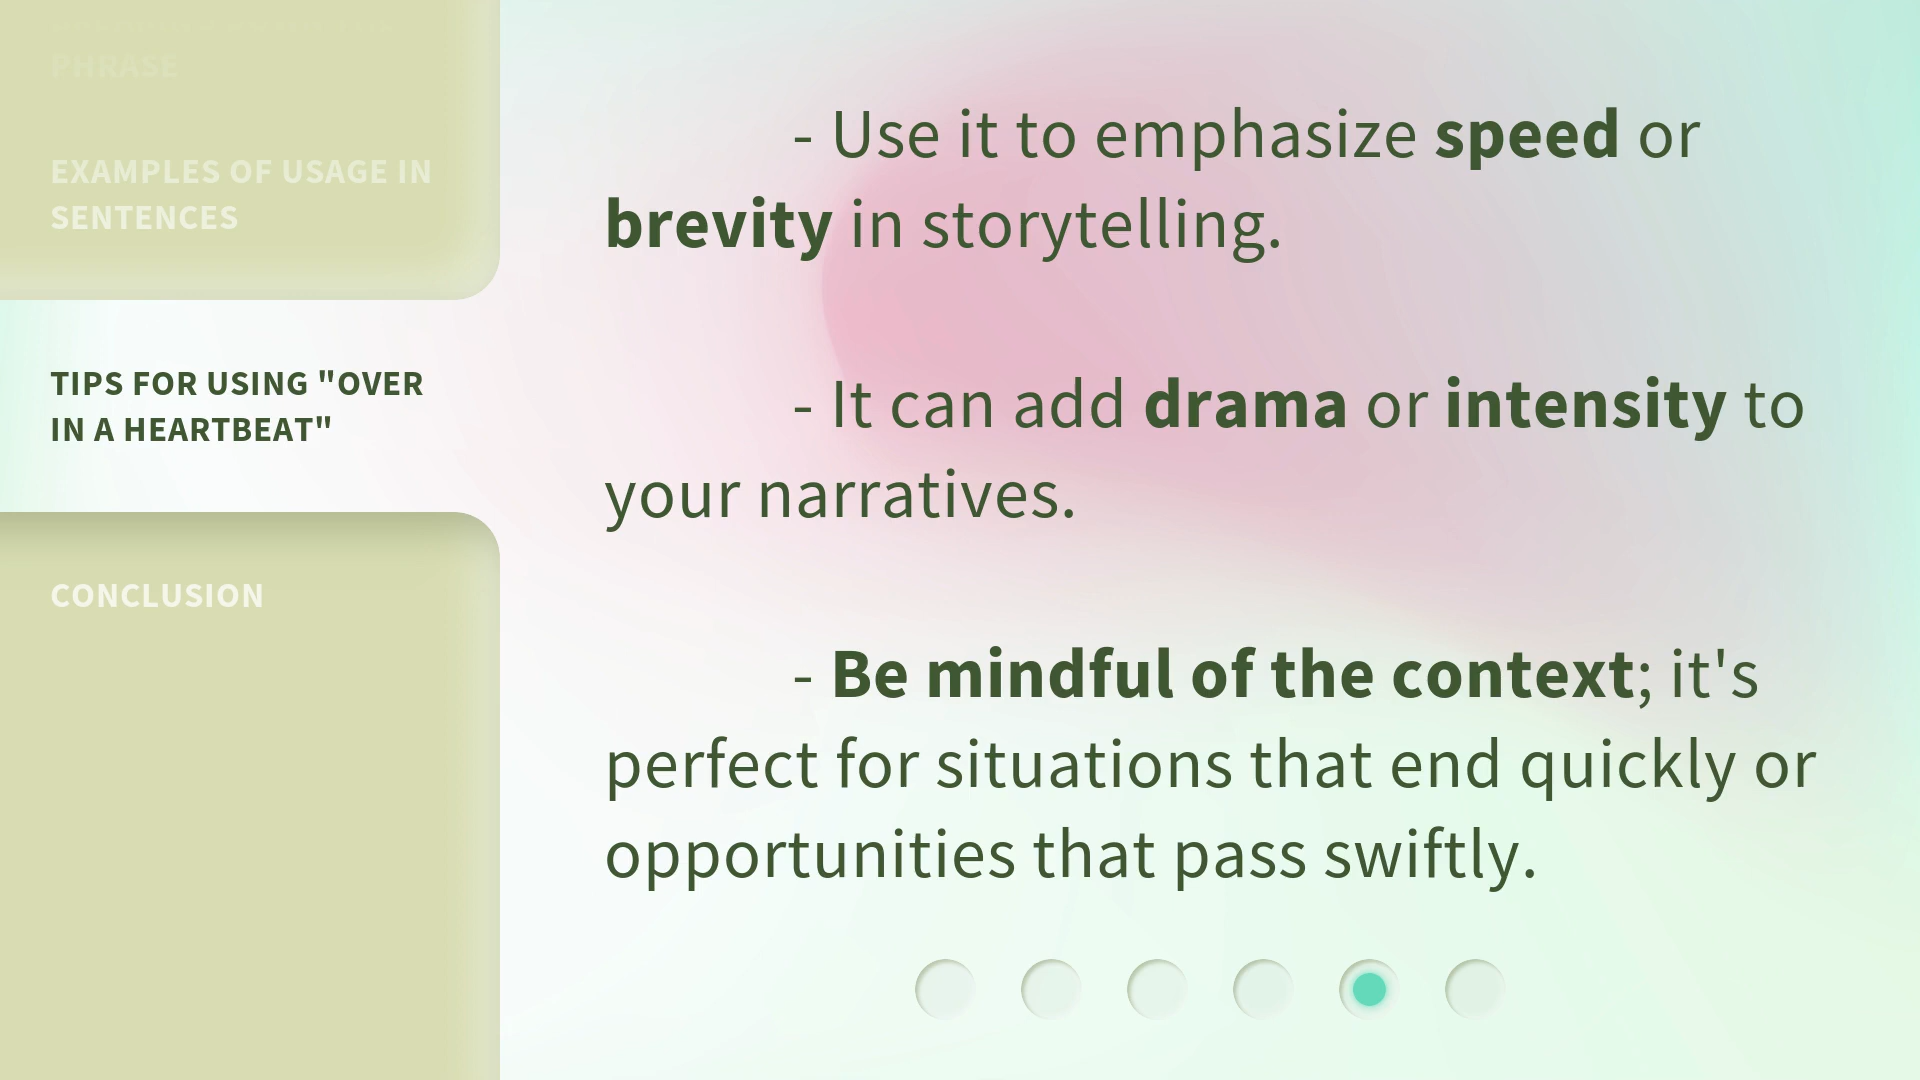 PHRASE
EXAMPLES OF USAGE IN
SENTENCES
TIPS FOR USING "OVER
IN A HEARTBEAT"
CONCLUSION
- Use it to emphasize speed or
brevity in storytelling.
- It can add drama or intensity to
your narratives.
- Be mindful of the context; it's
perfect for situations that end quickly or
opportunities that pass swiftly.